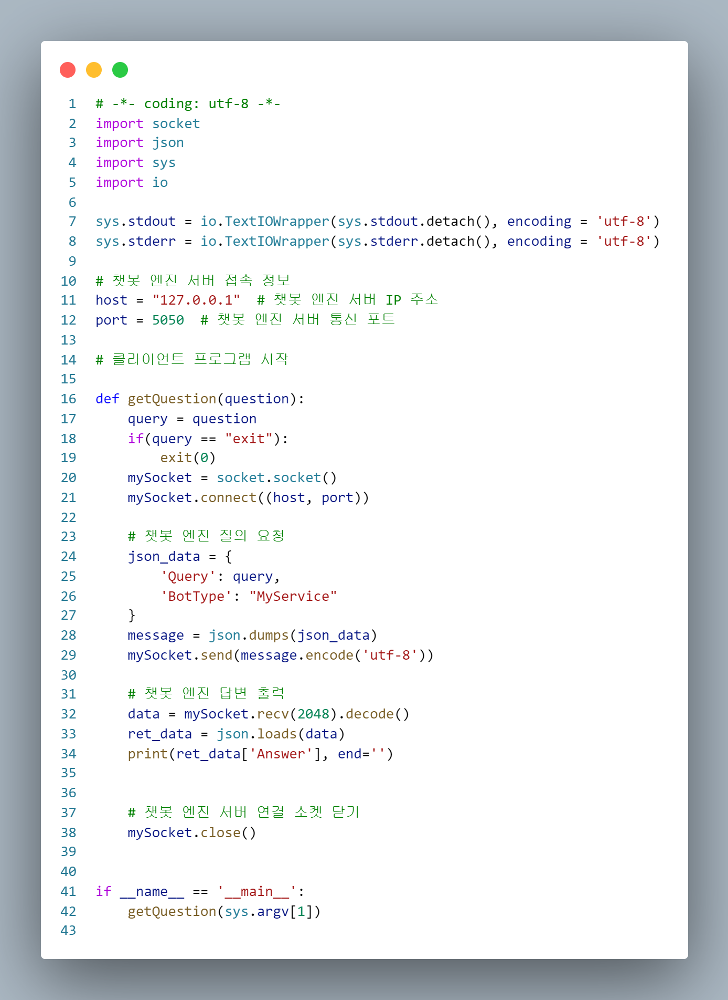 1 # -*- coding: utf-8 -*-
2 import socket
3 import json
4 import sys
5 import io
6
7 sys.stdout = io.TextIOWrapper(sys.stdout.detach(), encoding = 'utf-8')
8 sys.stderr = io.TextIOWrapper(sys.stderr.detach(), encoding = 'utf-8')
9
10 # 챗봇 엔진 서버 접속 정보
11 host = "127.0.0.1"  # 챗봇 엔진 서버 IP 주소
12 port = 5050  # 챗봇 엔진 서버 통신 포트
13
14 # 클라이언트 프로그램 시작
15
16 def getQuestion(question):
17     query = question
18     if(query == "exit"):
19         exit(0)
20     mySocket = socket.socket()
21     mySocket.connect((host, port))
22
23     # 챗봇 엔진 질의 요청
24     json_data = {
25         'Query': query,
26         'BotType': "MyService"
27     }
28     message = json.dumps(json_data)
29     mySocket.send(message.encode('utf-8'))
30
31     # 챗봇 엔진 답변 출력
32     data = mySocket.recv(2048).decode()
33     ret_data = json.loads(data)
34     print(ret_data['Answer'], end='')
35
36
37     # 챗봇 엔진 서버 연결 소켓 닫기
38     mySocket.close()
39
40
41 if __name__ == '__main__':
42     getQuestion(sys.argv[1])
43